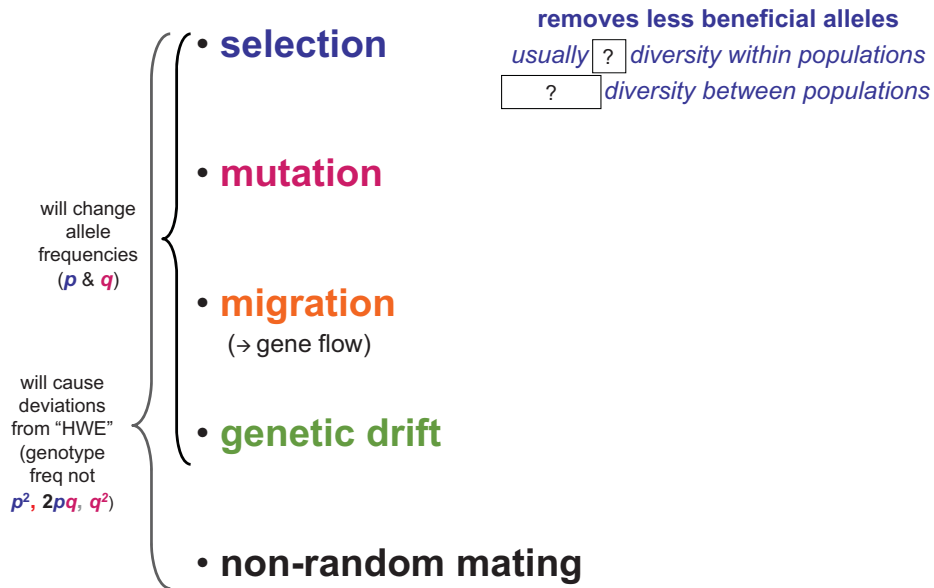 • selection
removes less beneficial alleles
usually ? diversity within populations
? diversity between populations
• mutation
will change
allele
frequencies
(p & q)
• migration
(→ gene flow)
will cause
deviations
from “HWE”
(genotype
freq not
p², 2pq, q²)
• genetic drift
• non-random mating